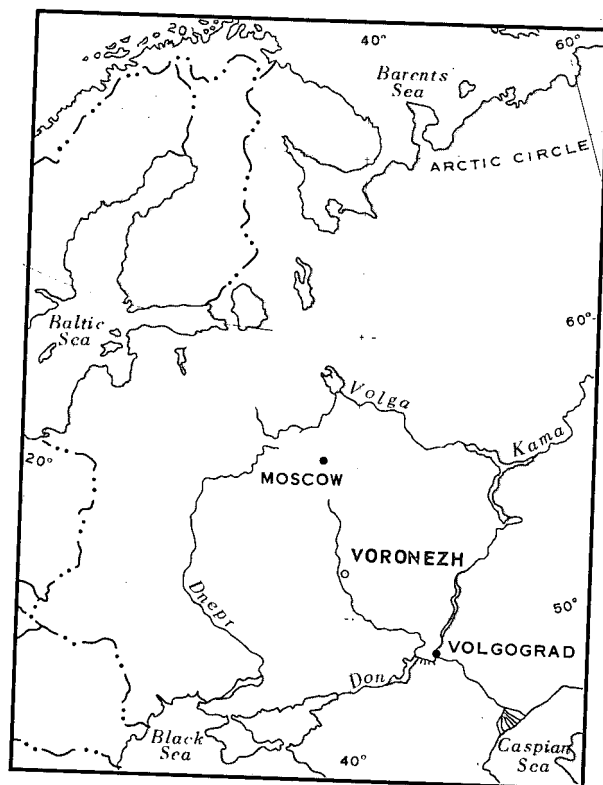 20
40°
60°
Barents
Sea
ARCTIC CIRCLE
Baltic
Sea
60°
Volga
Kama
20°
MOSCOW
VORONEZH
Dnepr
50°
VOLGOGRAD
Don
Black
Sea
40°
Caspian
Sea